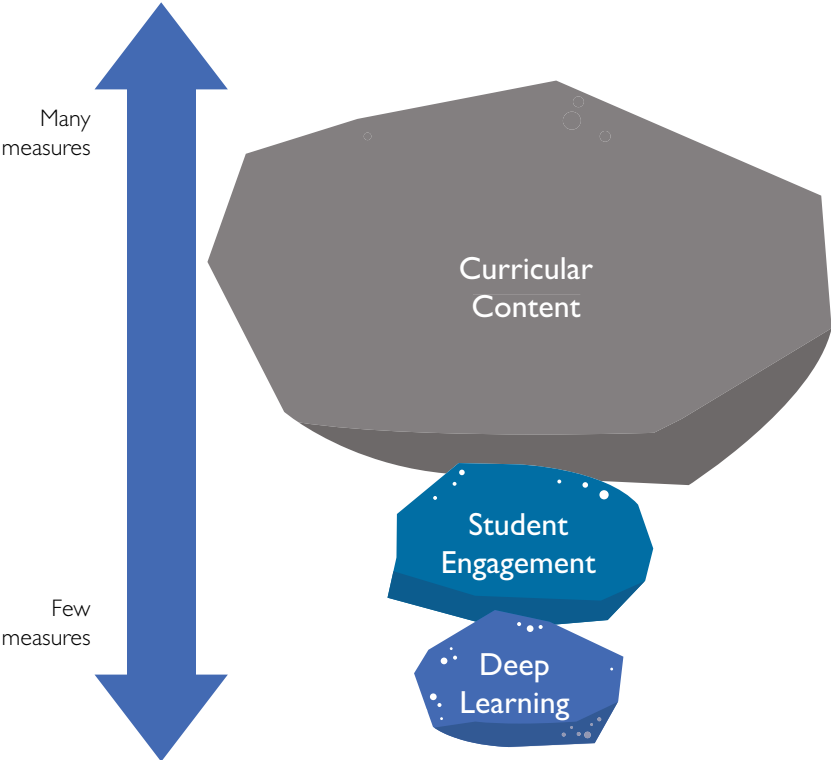 Many
measures
Curricular
Content
Student
Engagement
Few
measures
Deep
Learning